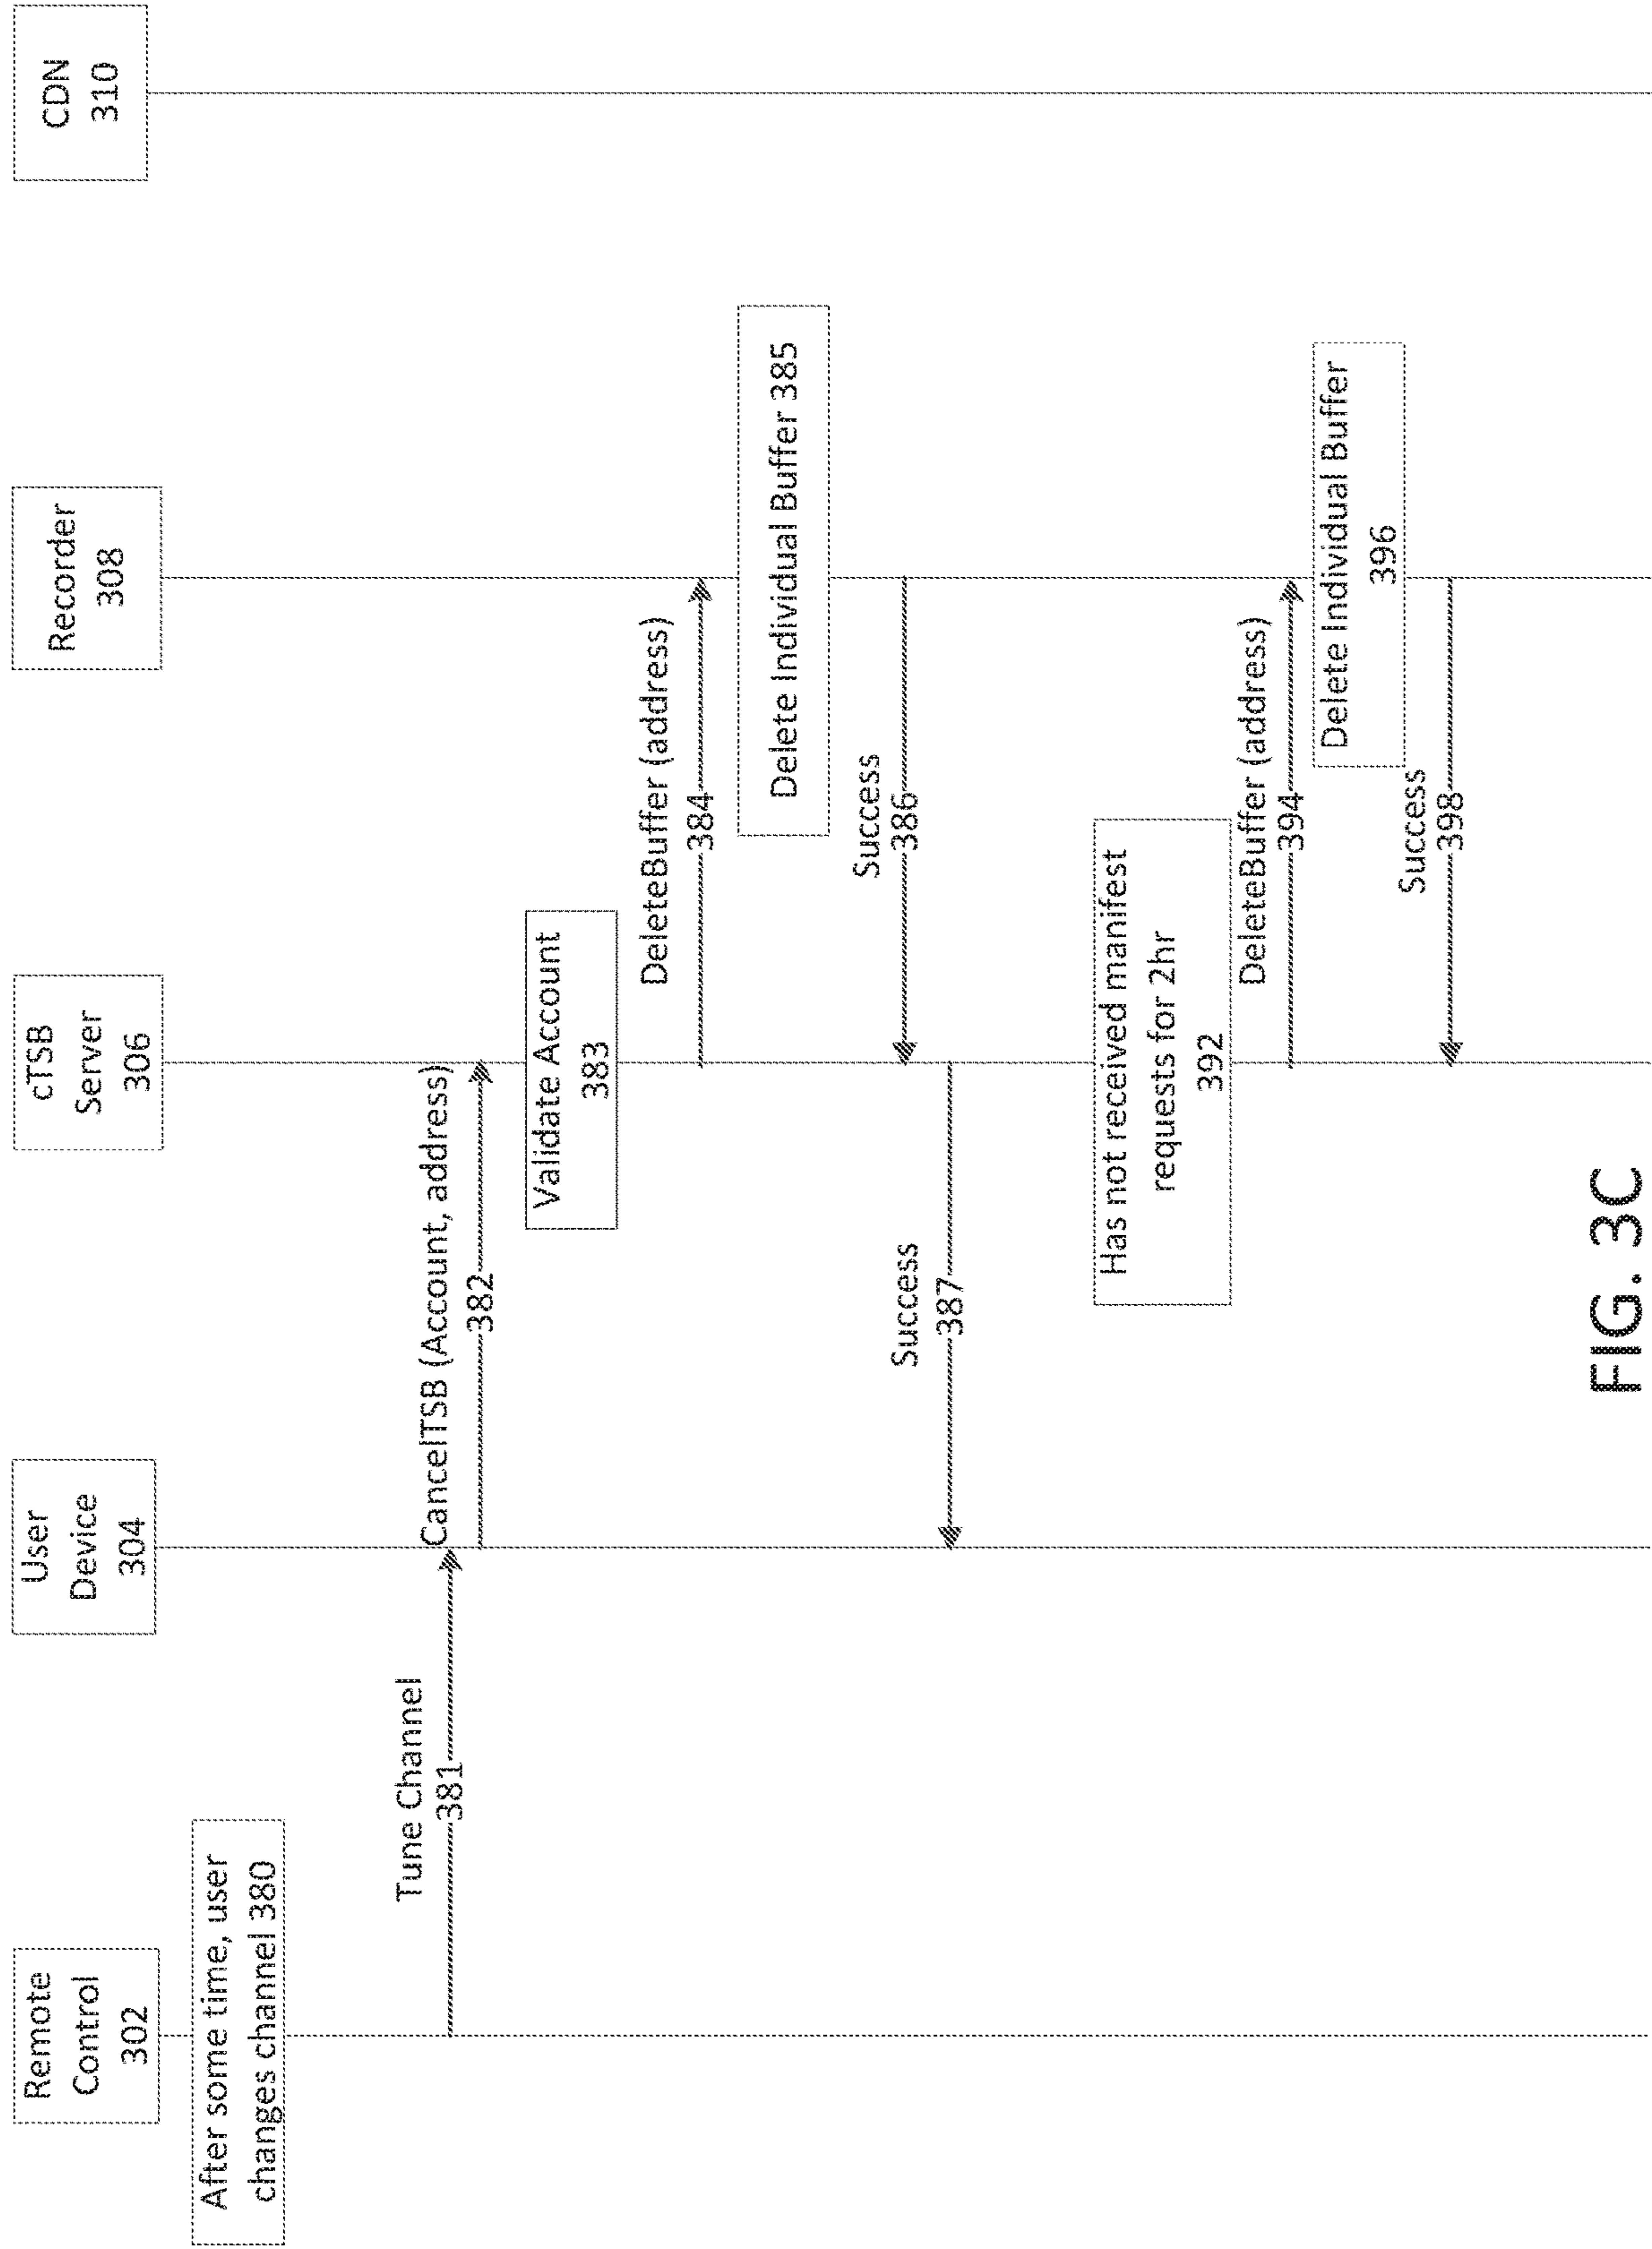 Remote
Control
302
User
Device
304
cTSB
Server
306
Recorder
308
CDN
310
After some time, user
changes channel 380
Tune Channel
381
CancelTSB (Account, address)
382
Validate Account
383
DeleteBuffer (address)
384
Delete Individual Buffer 385
Success
386
Success
387
Has not received manifest
requests for 2hr
392
DeleteBuffer (address)
394
Delete Individual Buffer
396
Success
398
FIG. 3C